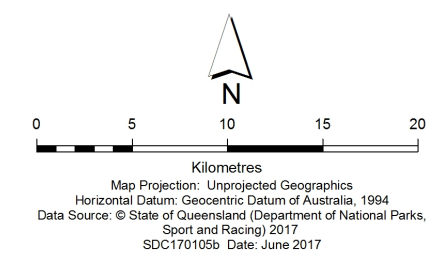 N
0 5 10 15 20
Kilometres
Map Projection: Unprojected Geographics
Horizontal Datum: Geocentric Datum of Australia, 1994
Data Source: © State of Queensland (Department of National Parks,
Sport and Racing) 2017
SDC170105b Date: June 2017